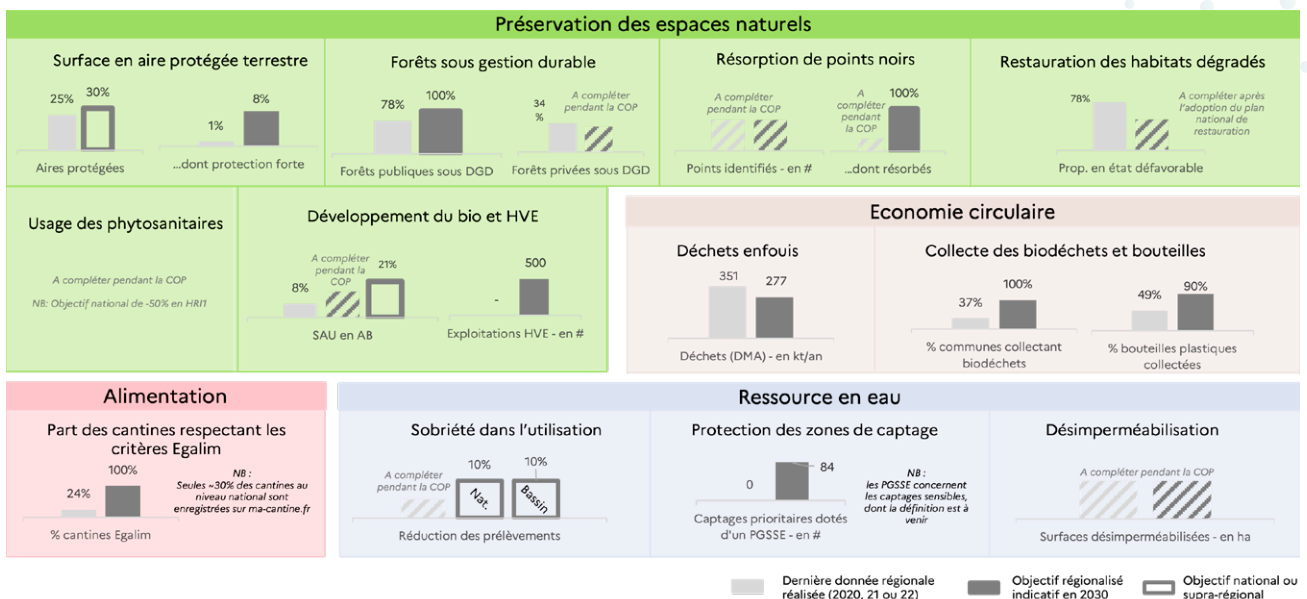 Préservation des espaces naturels
Surface en aire protégée terrestre
25%
30%
Aires protégées
1%
8%
...dont protection forte
Forêts sous gestion durable
78%
100%
Forêts publiques sous DGD
34
%
A compléter
pendant la COP
Forêts privées sous DGD
Résorption de points noirs
A compléter
pendant la COP
Points identifiés - en #
A
compléter
pendant
la COP
100%
...dont résorbés
Restauration des habitats dégradés
78%
A compléter après
l'adoption du plan
national de
restauration
Prop. en état défavorable
Usage des phytosanitaires
A compléter pendant la COP
NB: Objectif national de -50% en HRI1
Développement du bio et HVE
8%
A compléter
pendant la
COP
21%
SAU en AB
-
500
Exploitations HVE - en #
Economie circulaire
Déchets enfouis
351
277
Déchets (DMA) - en kt/an
Collecte des biodéchets et bouteilles
37%
100%
% communes collectant
biodéchets
49%
90%
% bouteilles plastiques
collectées
Alimentation
Part des cantines respectant les
critères Egalim
24%
100%
% cantines Egalim
NB :
Seules ~30% des cantines au
niveau national sont
enregistrées sur ma-cantine.fr
Ressource en eau
Sobriété dans l'utilisation
A compléter
pendant la COP
10%
Nat.
10%
Bassin
Réduction des prélèvements
Protection des zones de captage
0
84
Captages prioritaires dotés
d'un PGSSE - en #
NB :
les PGSSE concernent
les captages sensibles,
dont la définition est à
venir
Désimperméabilisation
A compléter pendant la COP
Surfaces désimperméabilisées - en ha
Dernière donnée régionale
réalisée (2020, 21 ou 22)
Objectif régionalisé
indicatif en 2030
Objectif national ou
supra-régional